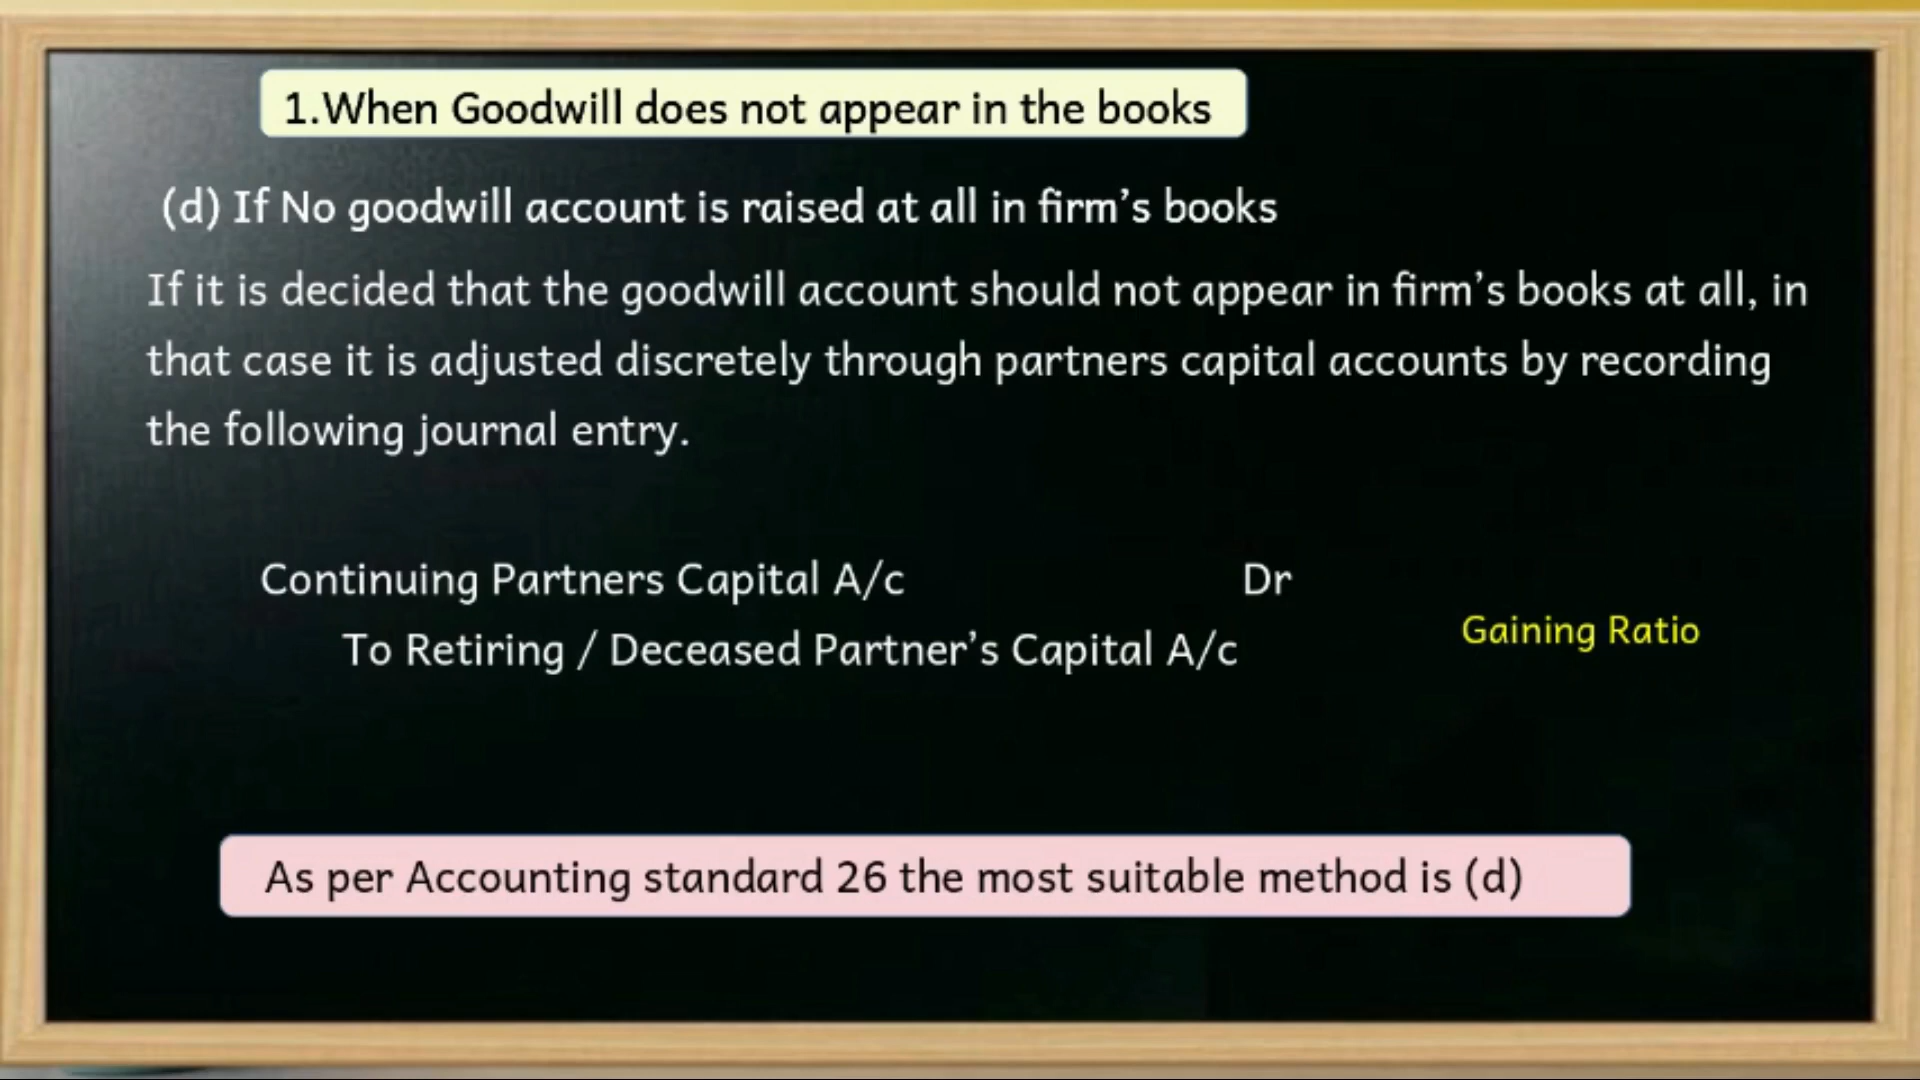 1.When Goodwill does not appear in the books
(d) If No goodwill account is raised at all in firm's books
If it is decided that the goodwill account should not appear in firm's books at all, in
that case it is adjusted discretely through partners capital accounts by recording
the following journal entry.
Continuing Partners Capital A/c Dr
To Retiring / Deceased Partner's Capital A/c
Gaining Ratio
As per Accounting standard 26 the most suitable method is (d)